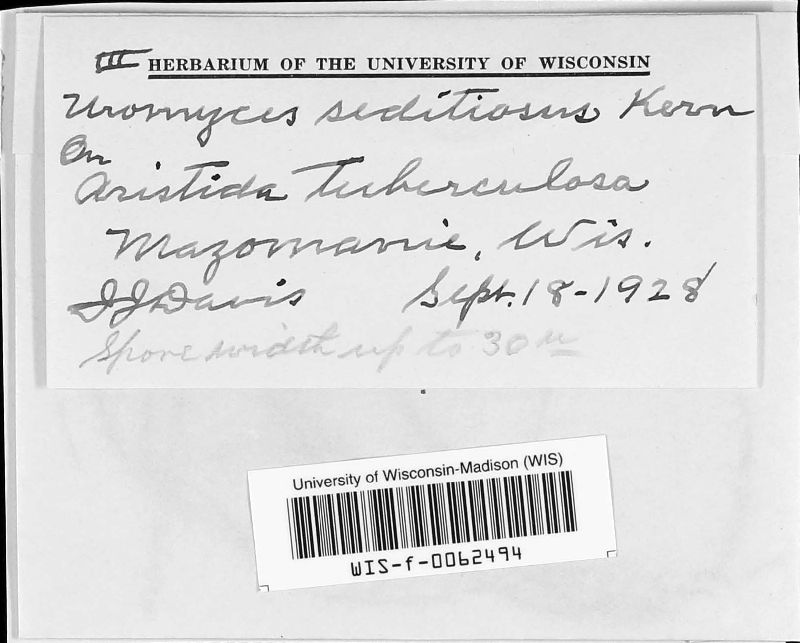 III HERBARIUM OF THE UNIVERSITY OF WISCONSIN
Uromyces seditiosus Kern
On
Aristida tuberculosa
Mazomanie, Wis.
JJ Davis Sept. 18-1928
Spore width up to 30 u
University of Wisconsin-Madison (WIS)
WIS-f-0062494